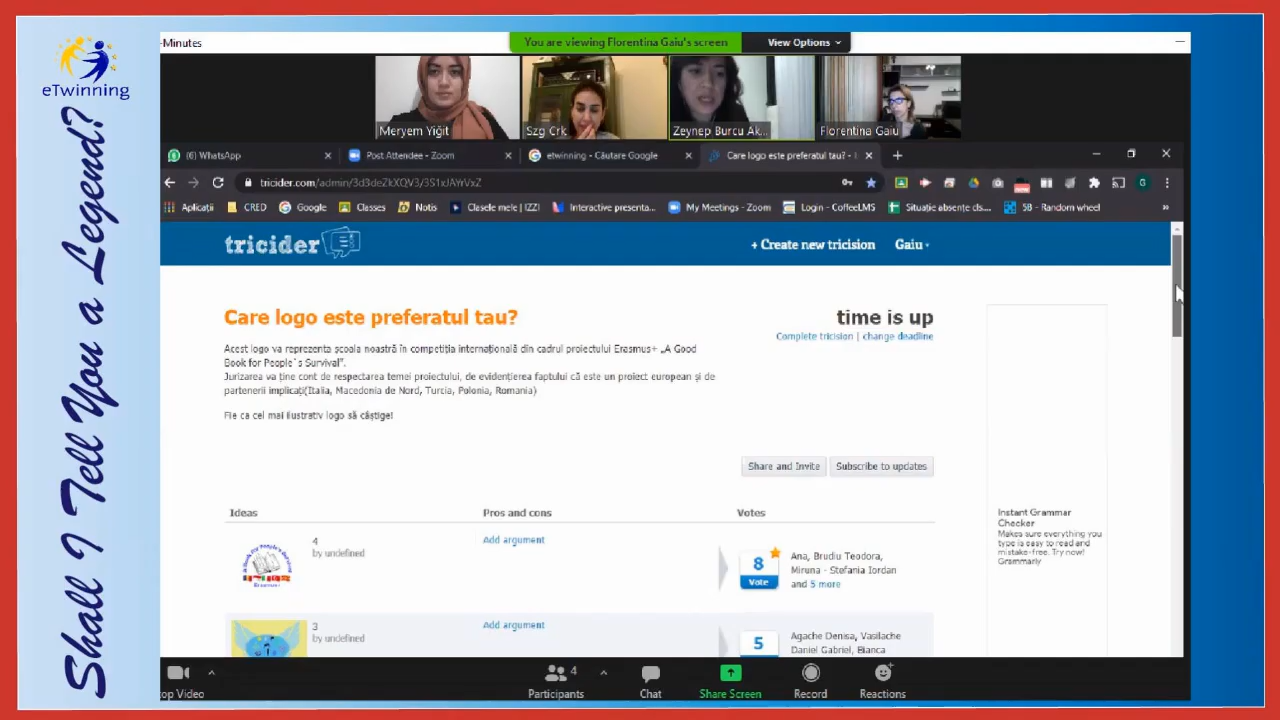 eTwinning
Shall I Tell You a Legend?
-Minutes
You are viewing Florentina Gaiu's screen
View Options
Meryem Yiğit
Szg Crk
Zeynep Burcu Ak...
Florentina Gaiu
(6) WhatsApp
Post Attendee - Zoom
etwinning - Căutare Google
Care logo este preferatul tau? -
tricider.com/admin/3d3deZkXQV3/3S1xJAYrVxZ
Aplicații
CRED
Google
Classes
Notis
Clasele mele | IZZI
Interactive presenta...
My Meetings - Zoom
Login - CoffeeLMS
Situație absențe cls...
5B - Random wheel
»
tricider
+ Create new tricision
Gaiu
Care logo este preferatul tau?
time is up
Complete tricision | change deadline
Acest logo va reprezenta școala noastră în competiția internațională din cadrul proiectului Erasmus+ „A Good
Book for People`s Survival”.
Jurizarea va ține cont de respectarea temei proiectului, de evidențierea faptului că este un proiect european și de
partenerii implicați(Italia, Macedonia de Nord, Turcia, Polonia, Romania)
Fie ca cel mai ilustrativ logo să câștige!
Share and Invite
Subscribe to updates
Ideas
Pros and cons
Votes
4
by undefined
Add argument
8
Vote
Ana, Brudiu Teodora,
Miruna - Stefania Iordan
and 5 more
3
by undefined
Add argument
5
Agache Denisa, Vasilache
Daniel Gabriel, Bianca
Instant Grammar
Checker
Makes sure everything you
type is easy to read and
mistake-free. Try now!
Grammarly
op Video
4
Participants
Chat
Share Screen
Record
Reactions